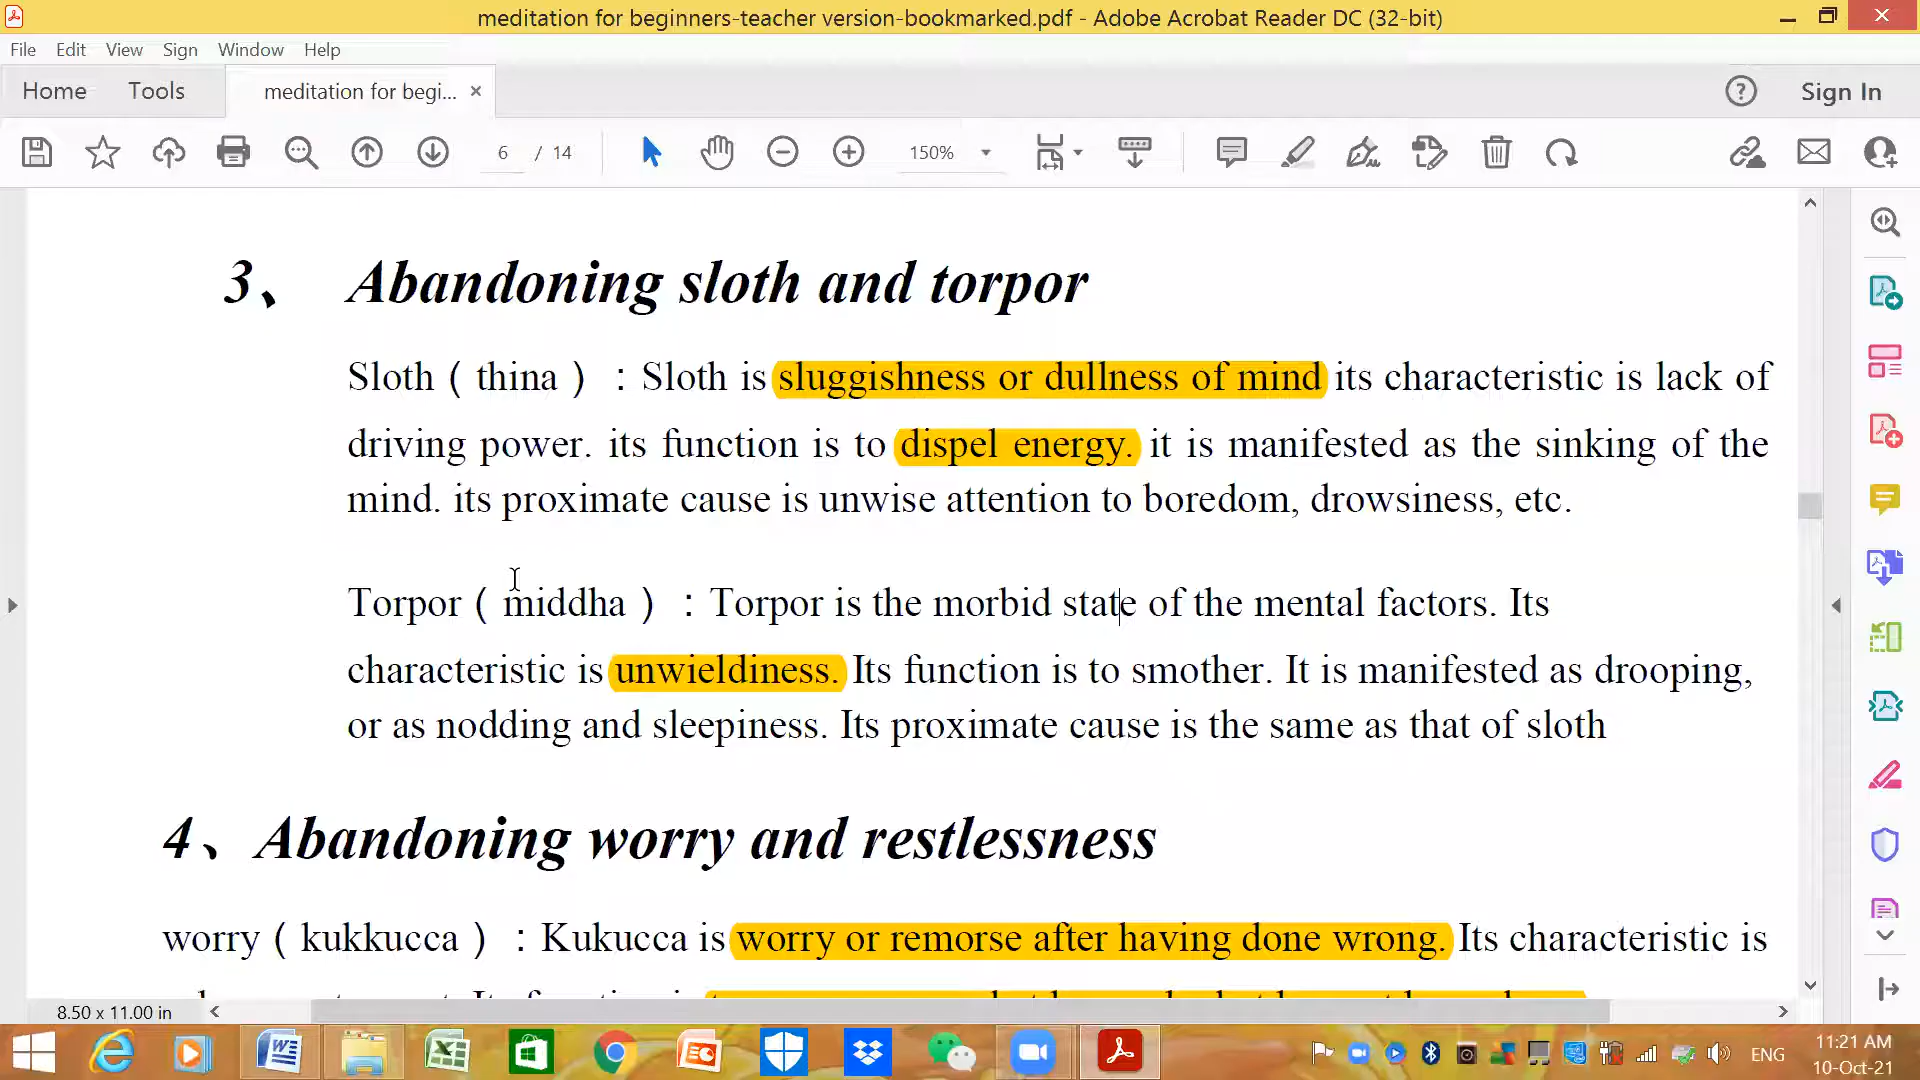 meditation for beginners-teacher version-bookmarked.pdf - Adobe Acrobat Reader DC (32-bit)
File Edit View Sign Window Help
Home Tools meditation for begi... × Sign In
6 / 14 150%
3、 Abandoning sloth and torpor
Sloth ( thina ) : Sloth is sluggishness or dullness of mind its characteristic is lack of
driving power. its function is to dispel energy. it is manifested as the sinking of the
mind. its proximate cause is unwise attention to boredom, drowsiness, etc.
Torpor ( middha ) : Torpor is the morbid state of the mental factors. Its
characteristic is unwieldiness. Its function is to smother. It is manifested as drooping,
or as nodding and sleepiness. Its proximate cause is the same as that of sloth
4、Abandoning worry and restlessness
worry ( kukkucca ) : Kukucca is worry or remorse after having done wrong. Its characteristic is
8.50 x 11.00 in
ENG
11:21 AM
10-Oct-21